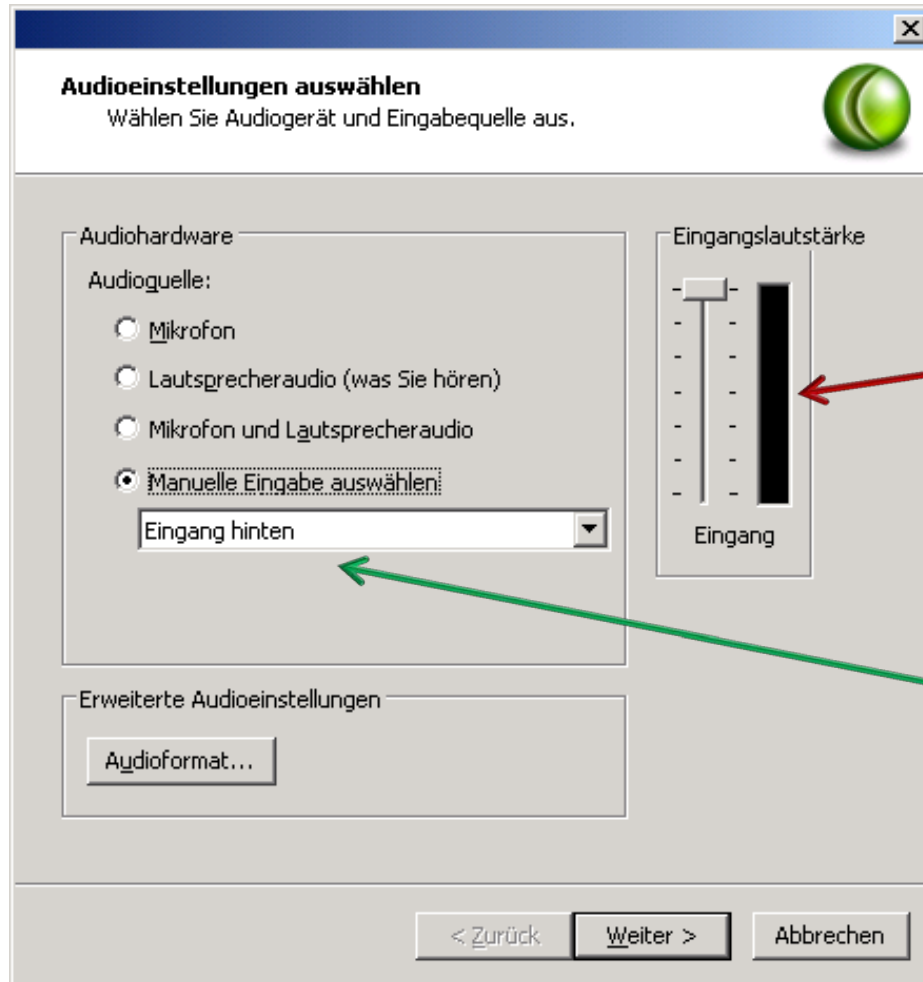 Audioeinstellungen auswählen
Wählen Sie Audiogerät und Eingabequelle aus.
Audiohardware
Audioquelle:
Mikrofon
Lautsprecheraudio (was Sie hören)
Mikrofon und Lautsprecheraudio
Manuelle Eingabe auswählen
Eingang hinten
Eingangslautstärke
Eingang
Erweiterte Audioeinstellungen
Audioformat...
< Zurück
Weiter >
Abbrechen